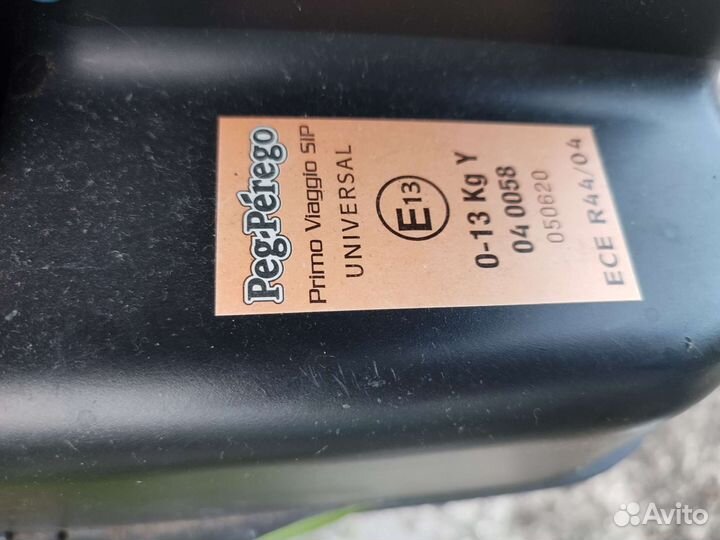 Peg-Pérego
Primo Viaggio SIP
UNIVERSAL
E13
0-13 Kg Y
04 0058
050620
ECE R44/04
Avito